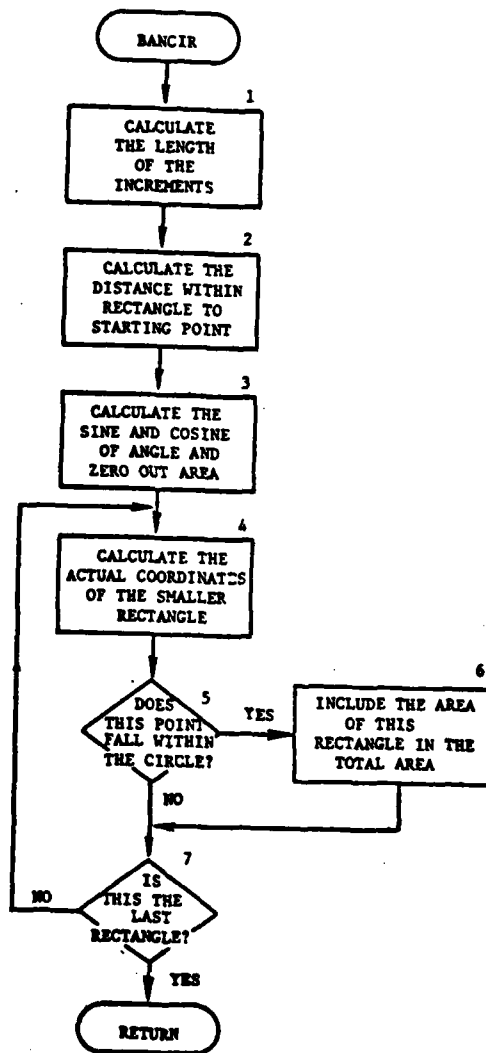 BANCIR
1
CALCULATE
THE LENGTH
OF THE
INCREMENTS
2
CALCULATE THE
DISTANCE WITHIN
RECTANGLE TO
STARTING POINT
3
CALCULATE THE
SINE AND COSINE
OF ANGLE AND
ZERO OUT AREA
4
CALCULATE THE
ACTUAL COORDINATES
OF THE SMALLER
RECTANGLE
5
DOES
THIS POINT
FALL WITHIN
THE CIRCLE?
YES
6
INCLUDE THE AREA
OF THIS
RECTANGLE IN THE
TOTAL AREA
NO
7
IS
THIS THE
LAST
RECTANGLE?
NO
YES
RETURN